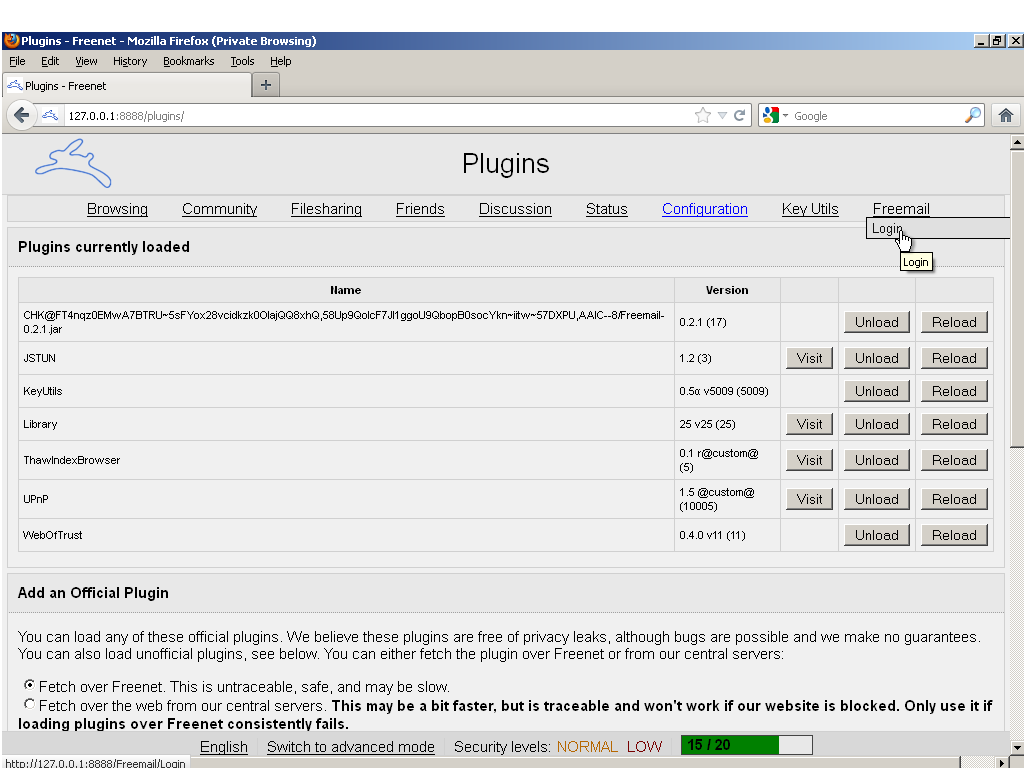 Plugins - Freenet - Mozilla Firefox (Private Browsing)
File Edit View History Bookmarks Tools Help
Plugins - Freenet
127.0.0.1:8888/plugins/
Google
Plugins
Browsing Community Filesharing Friends Discussion Status Configuration Key Utils Freemail
Login
Login
Plugins currently loaded
Name Version
CHK@FT4nqz0EMwA7BTRU~5sFYox28vcidkzk0OlajQQ8xhQ,58Up9QolcF7Jl1ggoU9QbopB0socYkn~iitw~57DXPU,AAIC--8/Freemail-
0.2.1.jar
0.2.1 (17) Unload Reload
JSTUN 1.2 (3) Visit Unload Reload
KeyUtils 0.5α v5009 (5009) Unload Reload
Library 25 v25 (25) Visit Unload Reload
ThawIndexBrowser 0.1 r@custom@
(5) Visit Unload Reload
UPnP 1.5 @custom@
(10005) Visit Unload Reload
WebOfTrust 0.4.0 v11 (11) Unload Reload
Add an Official Plugin
You can load any of these official plugins. We believe these plugins are free of privacy leaks, although bugs are possible and we make no guarantees.
You can also load unofficial plugins, see below. You can either fetch the plugin over Freenet or from our central servers:
Fetch over Freenet. This is untraceable, safe, and may be slow.
Fetch over the web from our central servers. This may be a bit faster, but is traceable and won't work if our website is blocked. Only use it if
loading plugins over Freenet consistently fails.
English Switch to advanced mode Security levels: NORMAL LOW 15 / 20
http://127.0.0.1:8888/Freemail/Login